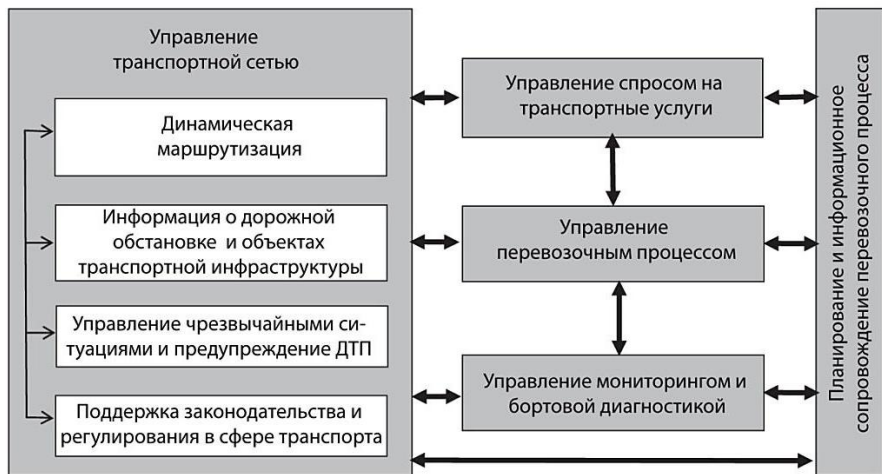 Управление
транспортной сетью
Динамическая
маршрутизация
Информация о дорожной
обстановке и объектах
транспортной инфраструктуры
Управление чрезвычайными си-
туациями и предупреждение ДТП
Поддержка законодательства и
регулирования в сфере транспорта
Управление спросом на
транспортные услуги
Управление
перевозочным процессом
Управление мониторингом и
бортовой диагностикой
Планирование и информационное
сопровождение перевозочного процесса